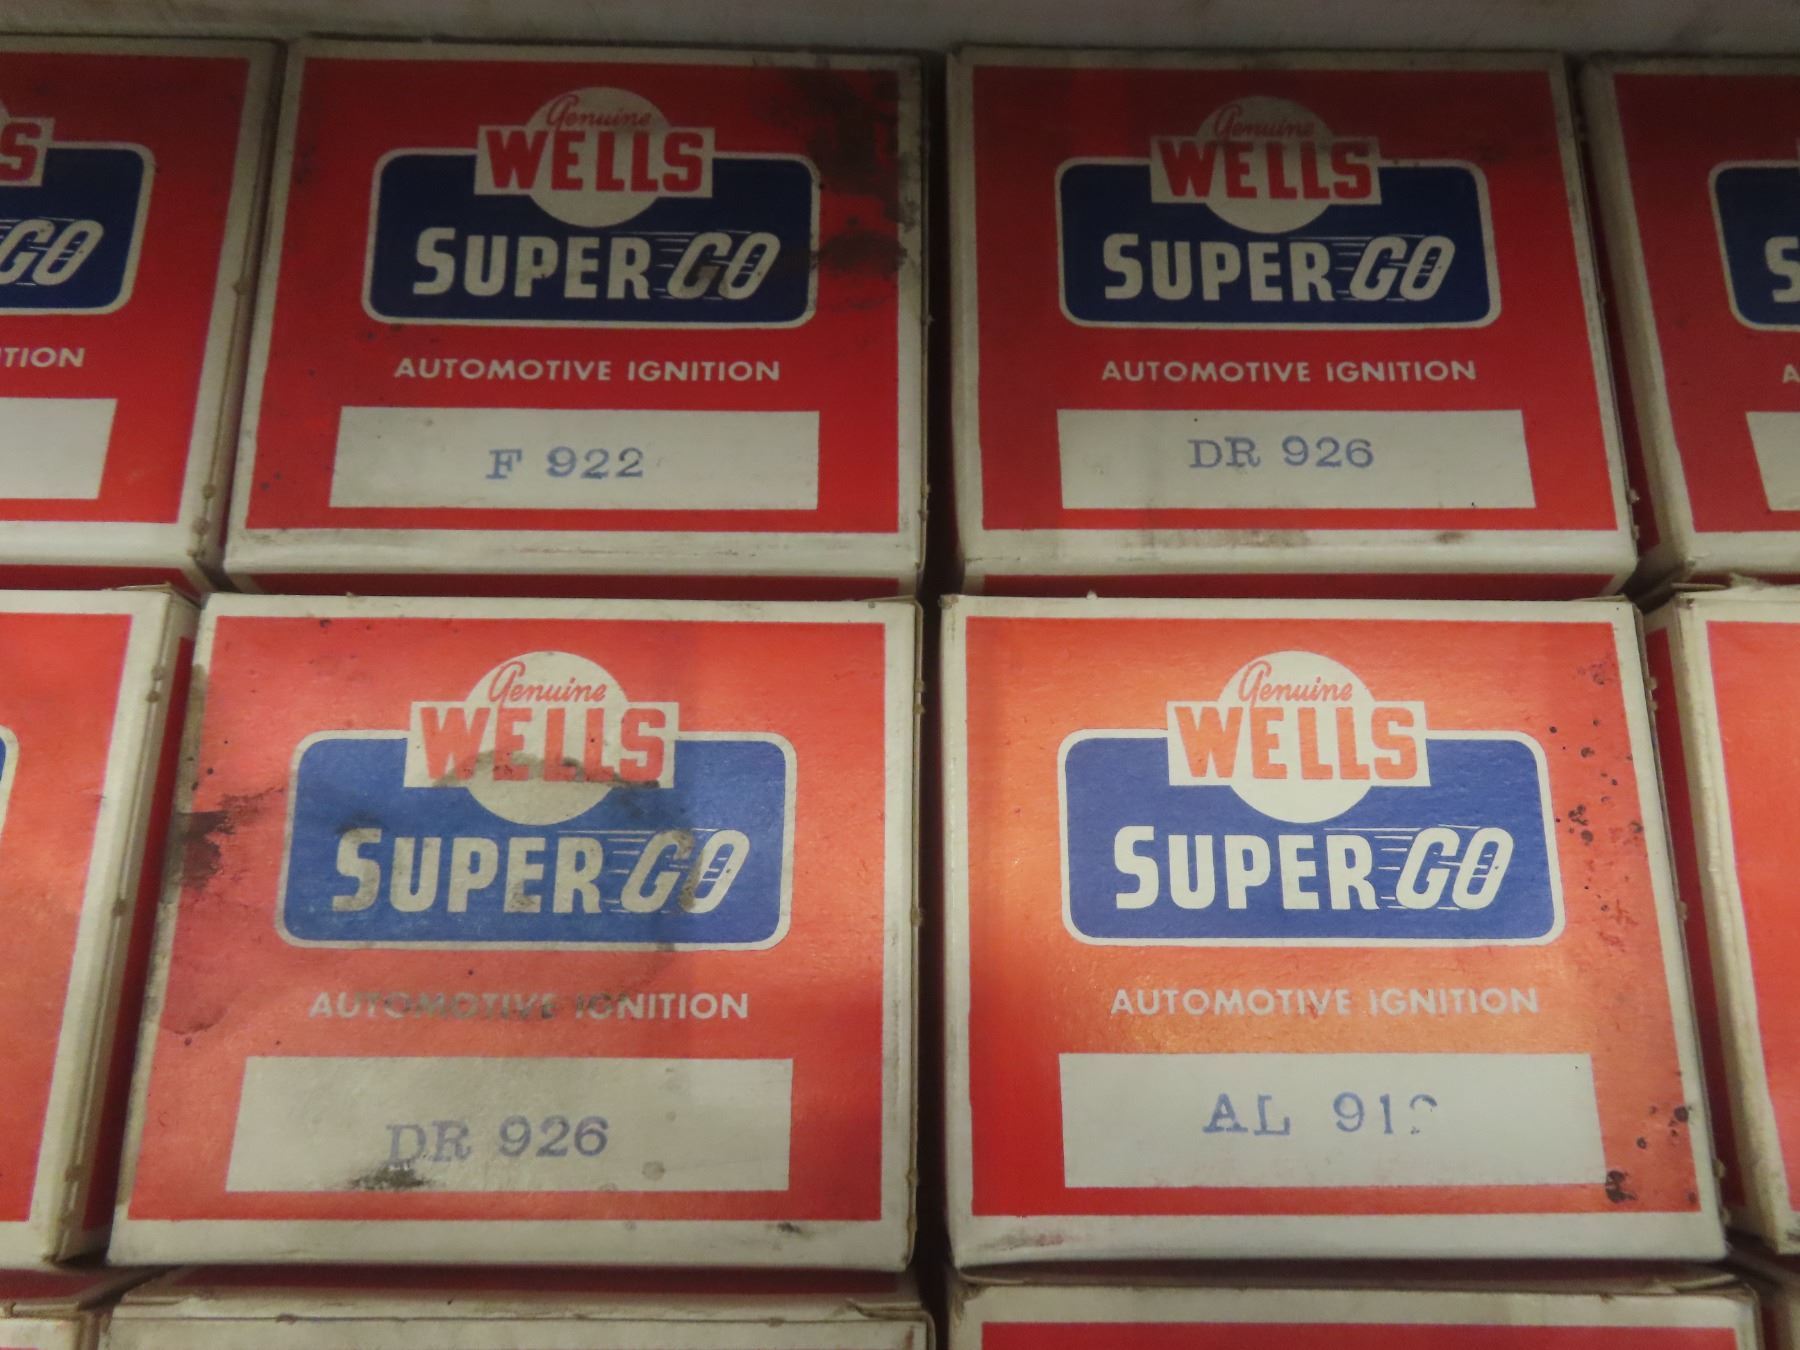 Genuine
WELLS
SUPER GO
AUTOMOTIVE IGNITION
F 922
Genuine
WELLS
SUPER GO
AUTOMOTIVE IGNITION
DR 926
Genuine
WELLS
SUPER GO
AUTOMOTIVE IGNITION
DR 926
Genuine
WELLS
SUPER GO
AUTOMOTIVE IGNITION
AL